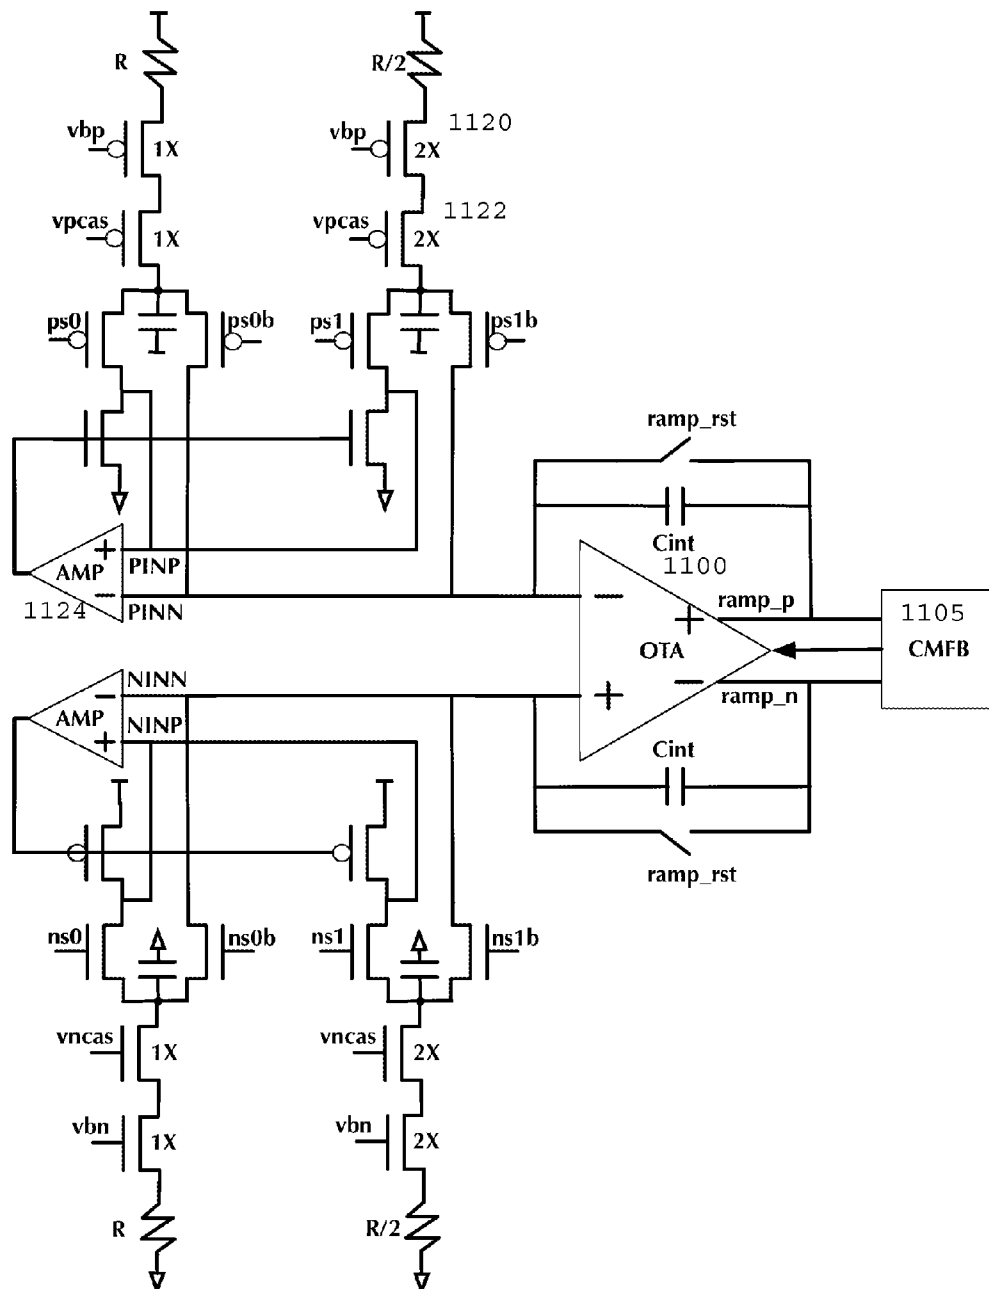 R
R/2
vbp
1X
vbp
2X
1120
vpcas
1X
vpcas
2X
1122
ps0
ps0b
ps1
ps1b
ramp_rst
Cint
AMP
+
−
PINP
PINN
1124
1100
−
+
OTA
+
−
ramp_p
ramp_n
1105
CMFB
NINN
NINP
AMP
−
+
Cint
ramp_rst
ns0
ns0b
ns1
ns1b
vncas
1X
vncas
2X
vbn
1X
vbn
2X
R
R/2